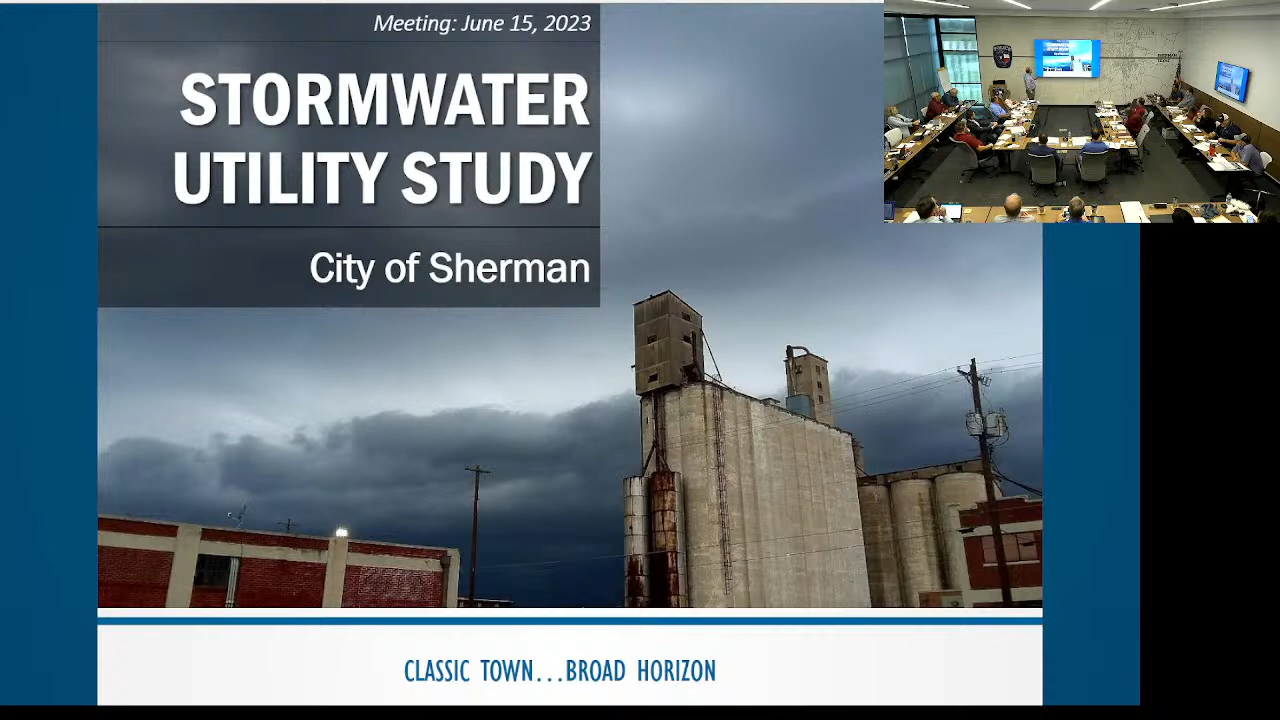 Meeting: June 15, 2023
STORMWATER
UTILITY STUDY
City of Sherman
CLASSIC TOWN...BROAD HORIZON